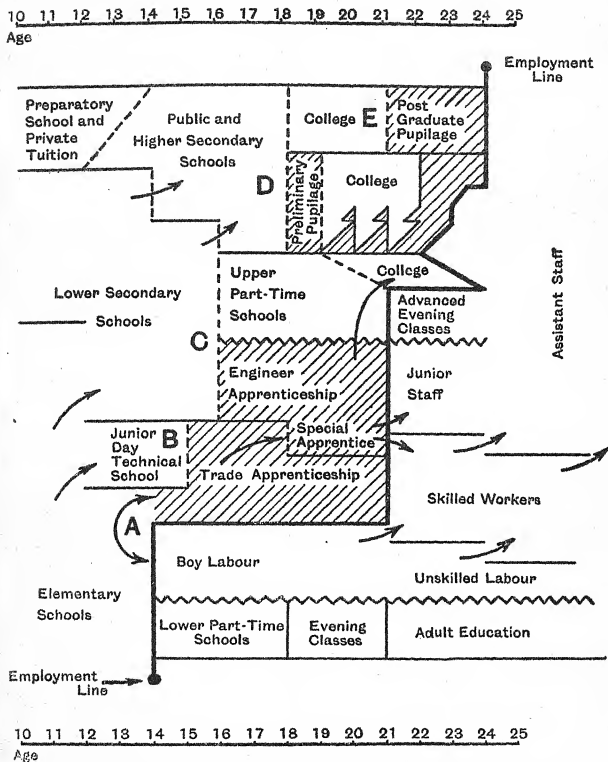 10 11 12 13 14 15 16 17 18 19 20 21 22 23 24 25
Age
Employment
Line
Preparatory
School and
Private
Tuition
Public and
Higher Secondary
Schools
College
E
Post
Graduate
Pupilage
D
Preliminary
Pupilage
College
Lower Secondary
Schools
Upper
Part-Time
Schools
College
Advanced
Evening
Classes
Assistant Staff
C
Engineer
Apprenticeship
Junior
Staff
Junior
Day
Technical
School
B
Special
Apprentice
Trade Apprenticeship
Skilled Workers
A
Boy Labour
Unskilled Labour
Elementary
Schools
Lower Part-Time
Schools
Evening
Classes
Adult Education
Employment
Line
10 11 12 13 14 15 16 17 18 19 20 21 22 23 24 25
Age